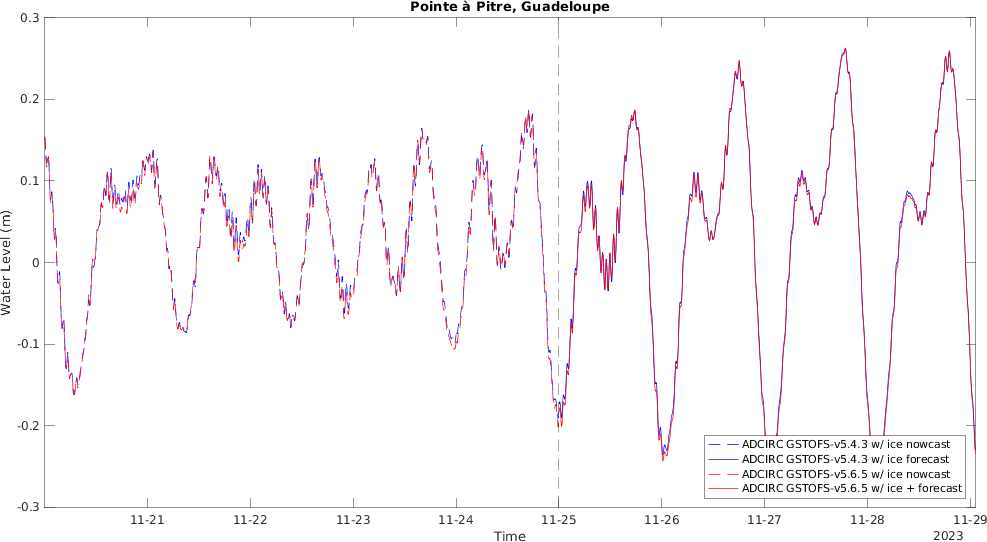 Pointe à Pitre, Guadeloupe
0.3
0.2
0.1
0
-0.1
-0.2
-0.3
Water Level (m)
11-21 11-22 11-23 11-24 11-25 11-26 11-27 11-28 11-29
Time
2023
ADCIRC GSTOFS-v5.4.3 w/ ice nowcast
ADCIRC GSTOFS-v5.4.3 w/ ice forecast
ADCIRC GSTOFS-v5.6.5 w/ ice nowcast
ADCIRC GSTOFS-v5.6.5 w/ ice + forecast